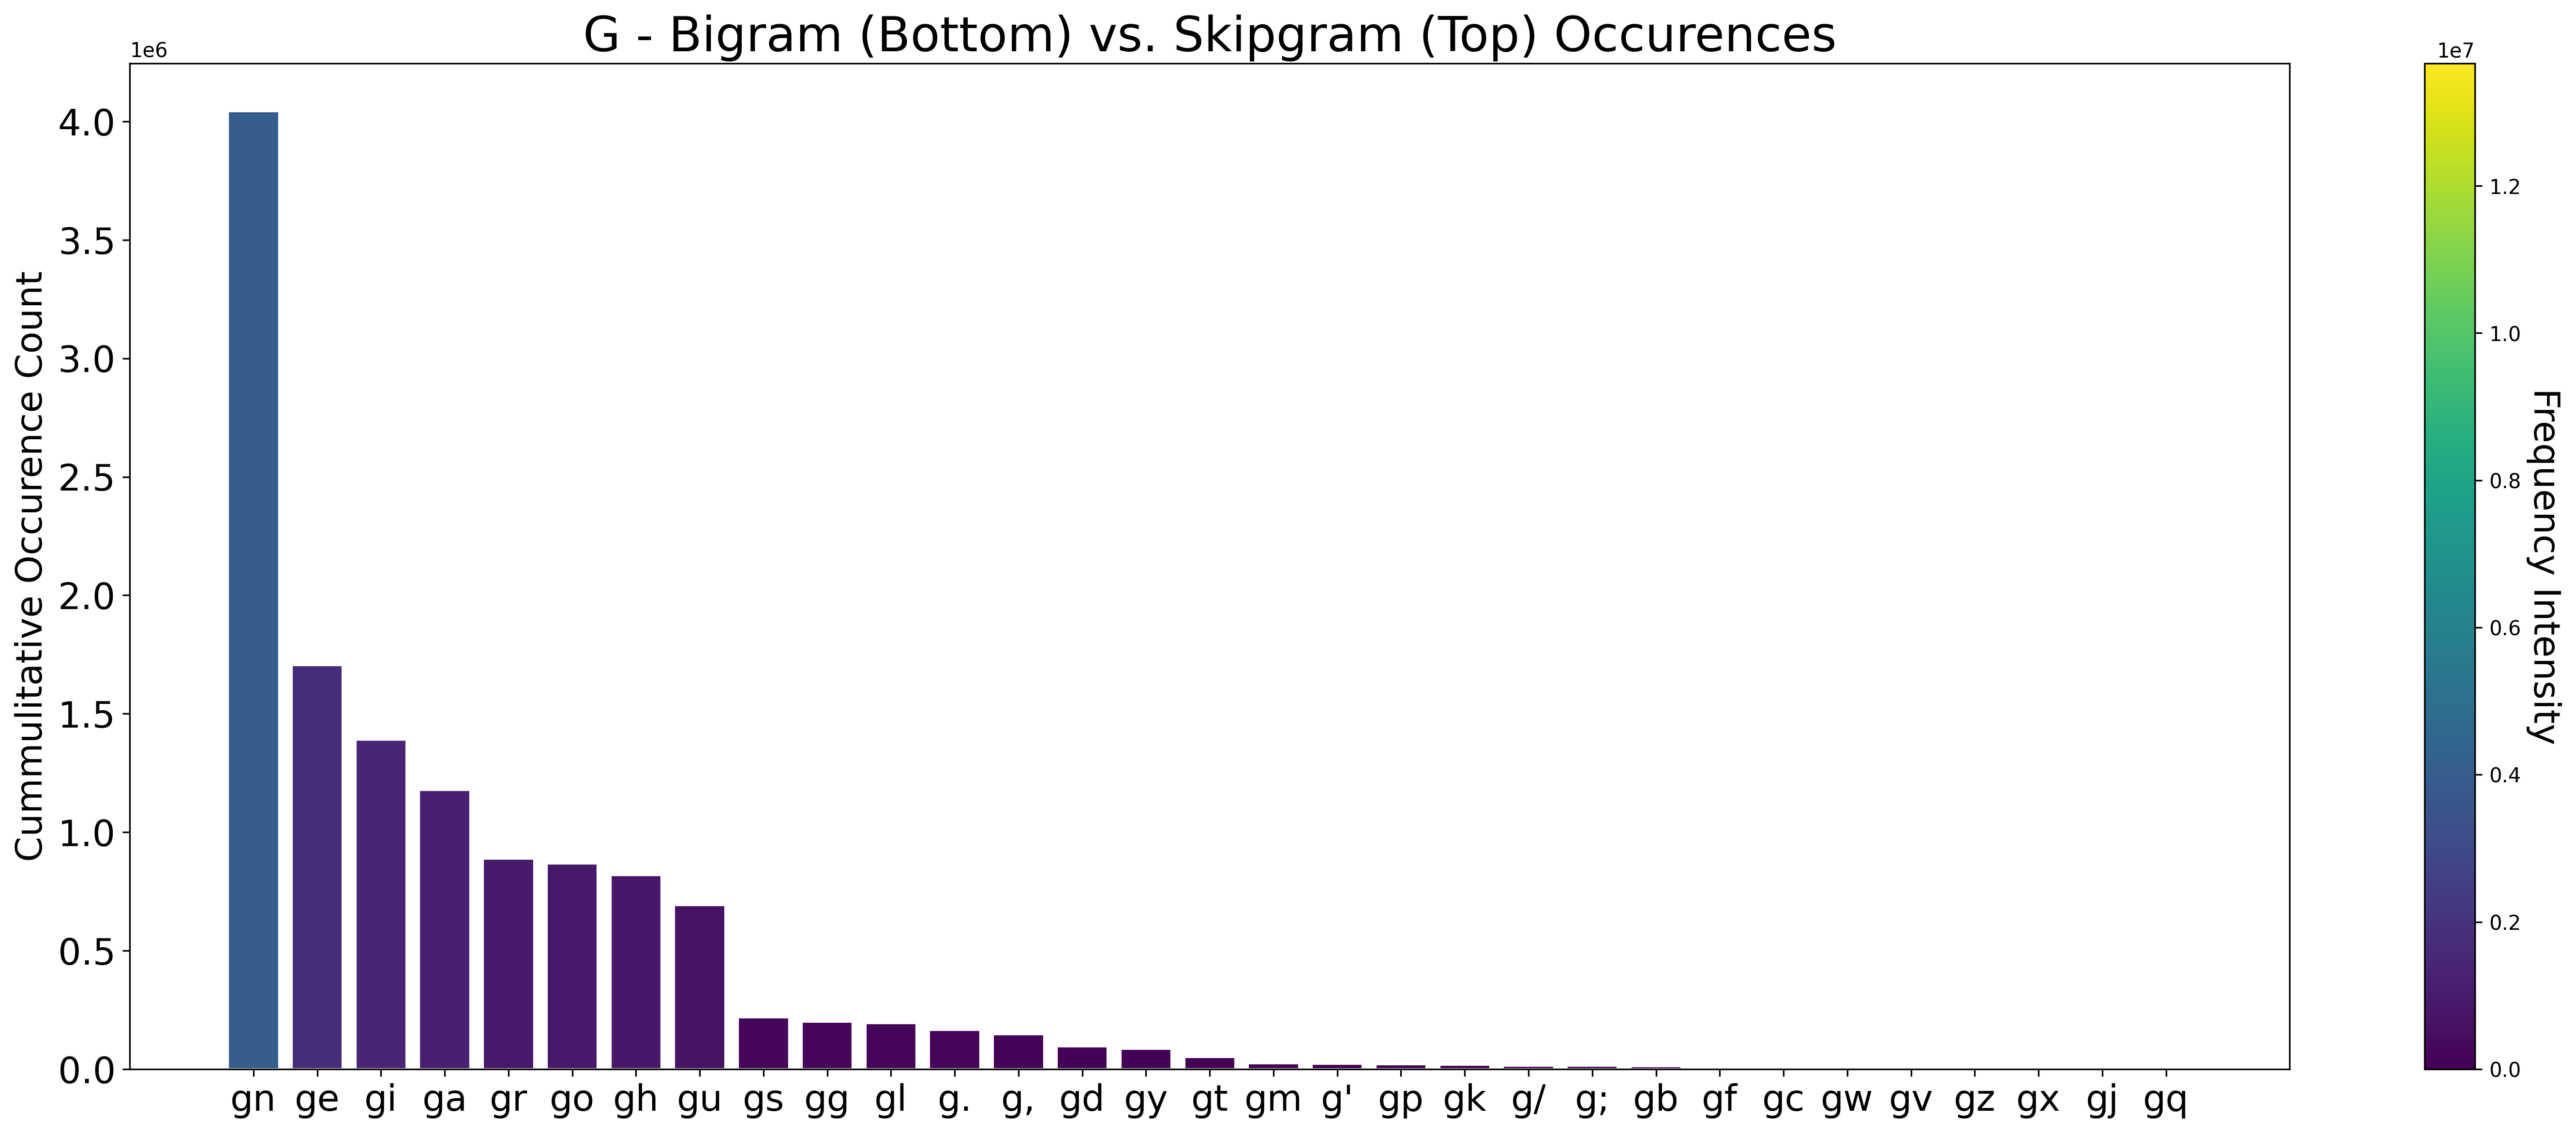 G - Bigram (Bottom) vs. Skipgram (Top) Occurences
1e6
1e7
Cummulitative Occurence Count
4.0
3.5
3.0
2.5
2.0
1.5
1.0
0.5
0.0
gn ge gi ga gr go gh gu gs gg gl g. g, gd gy gt gm g' gp gk g/ g; gb gf gc gw gv gz gx gj gq
1.2
1.0
0.8
0.6
0.4
0.2
0.0
Frequency Intensity